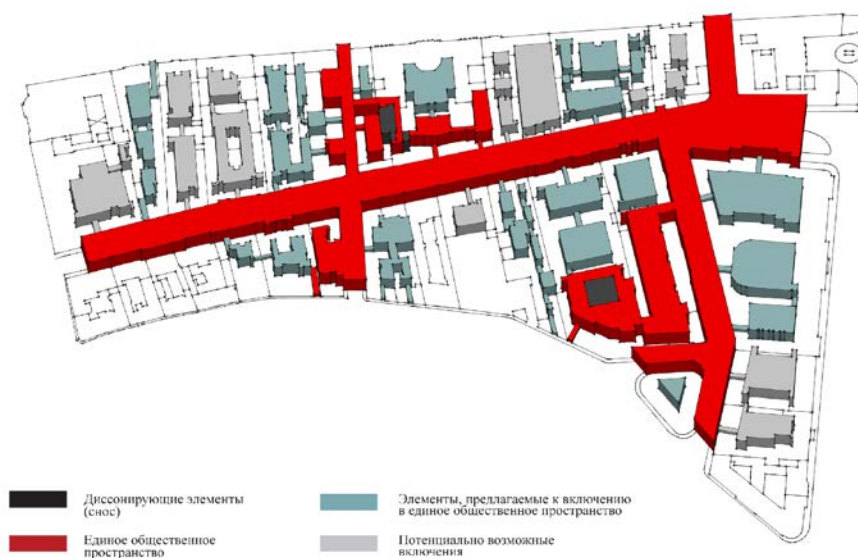 Диссонирующие элементы
(снос)
Единое общественное
пространство
Элементы, предлагаемые к включению
в единое общественное пространство
Потенциально возможные
включения